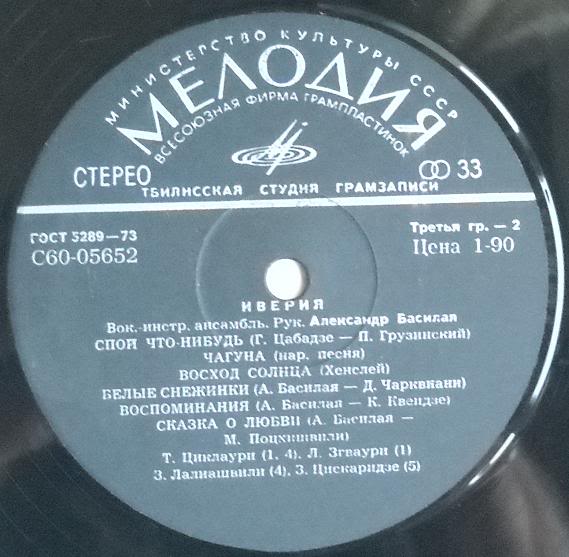 МИНИСТЕРСТВО КУЛЬТУРЫ СССР
МЕЛОДИЯ
ВСЕСОЮЗНАЯ ФИРМА ГРАМПЛАСТИНОК
СТЕРЕО
33
ТБИЛИССКАЯ СТУДИЯ ГРАМЗАПИСИ
ГОСТ 5289—73
Третья гр. — 2
С60-05652
Цена 1-90
ИВЕРИЯ
Вок.-инстр. ансамбль. Рук. Александр Басилая
СПОЙ ЧТО-НИБУДЬ (Г. Цабадзе — П. Грузинский)
ЧАГУНА (нар. песня)
ВОСХОД СОЛНЦА (Хенслей)
БЕЛЫЕ СНЕЖИНКИ (А. Басилая — Д. Чарквиани)
ВОСПОМИНАНИЯ (А. Басилая — К. Квендзе)
СКАЗКА О ЛЮБВИ (А. Басилая —
М. Поцхишвили)
Т. Циклаури (1, 4). Л. Згваури (1)
З. Лалиашвили (4). З. Цискаридзе (5)